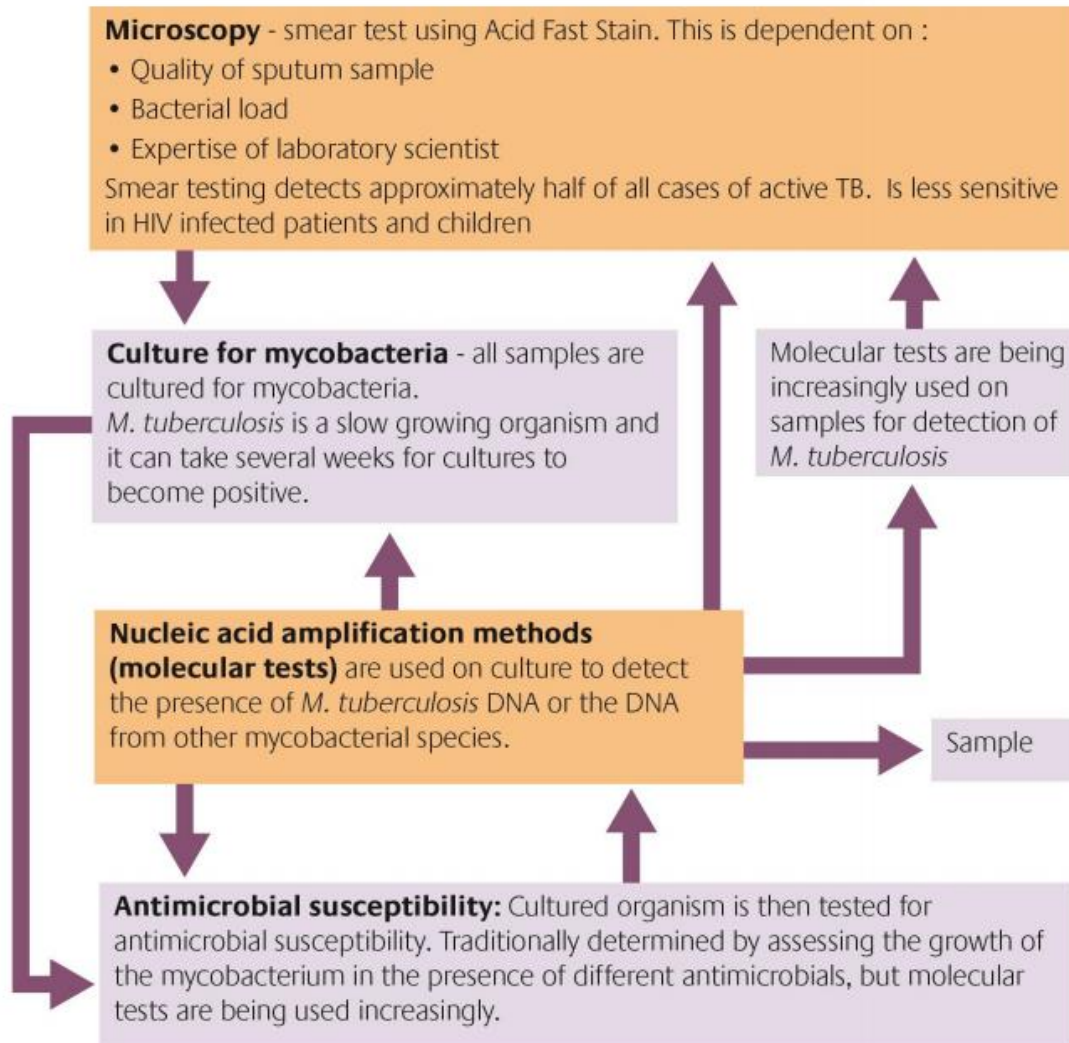 Microscopy - smear test using Acid Fast Stain. This is dependent on :
• Quality of sputum sample
• Bacterial load
• Expertise of laboratory scientist
Smear testing detects approximately half of all cases of active TB. Is less sensitive
in HIV infected patients and children
Culture for mycobacteria - all samples are
cultured for mycobacteria.
M. tuberculosis is a slow growing organism and
it can take several weeks for cultures to
become positive.
Molecular tests are being
increasingly used on
samples for detection of
M. tuberculosis
Nucleic acid amplification methods
(molecular tests) are used on culture to detect
the presence of M. tuberculosis DNA or the DNA
from other mycobacterial species.
Sample
Antimicrobial susceptibility: Cultured organism is then tested for
antimicrobial susceptibility. Traditionally determined by assessing the growth of
the mycobacterium in the presence of different antimicrobials, but molecular
tests are being used increasingly.